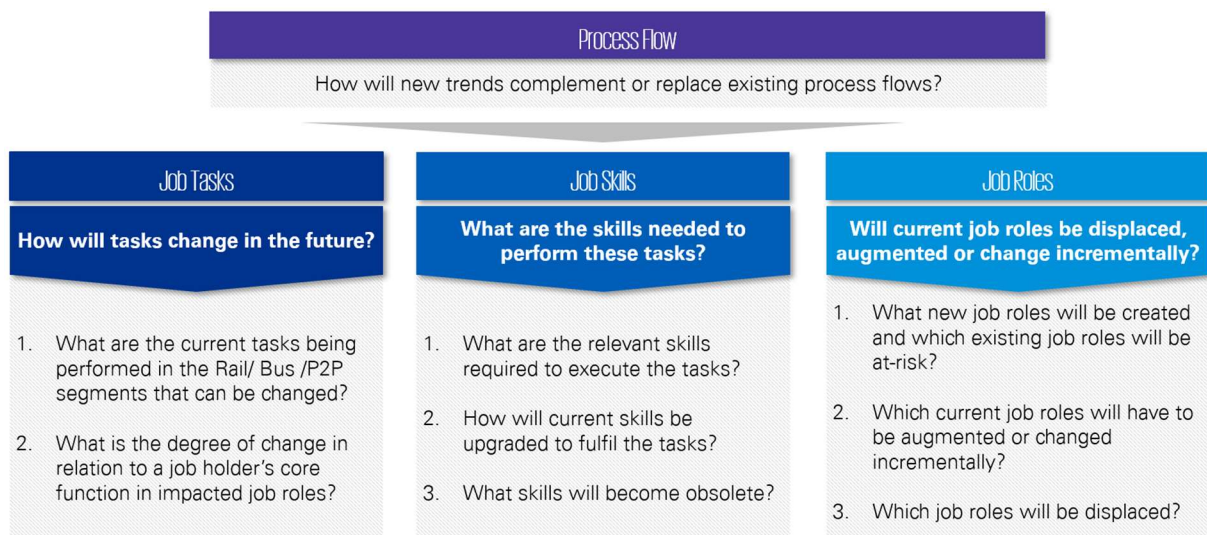 Process Flow
How will new trends complement or replace existing process flows?
Job Tasks
How will tasks change in the future?
1. What are the current tasks being
performed in the Rail/ Bus /P2P
segments that can be changed?
2. What is the degree of change in
relation to a job holder's core
function in impacted job roles?
Job Skills
What are the skills needed to
perform these tasks?
1. What are the relevant skills
required to execute the tasks?
2. How will current skills be
upgraded to fulfil the tasks?
3. What skills will become obsolete?
Job Roles
Will current job roles be displaced,
augmented or change incrementally?
1. What new job roles will be created
and which existing job roles will be
at-risk?
2. Which current job roles will have to
be augmented or changed
incrementally?
3. Which job roles will be displaced?